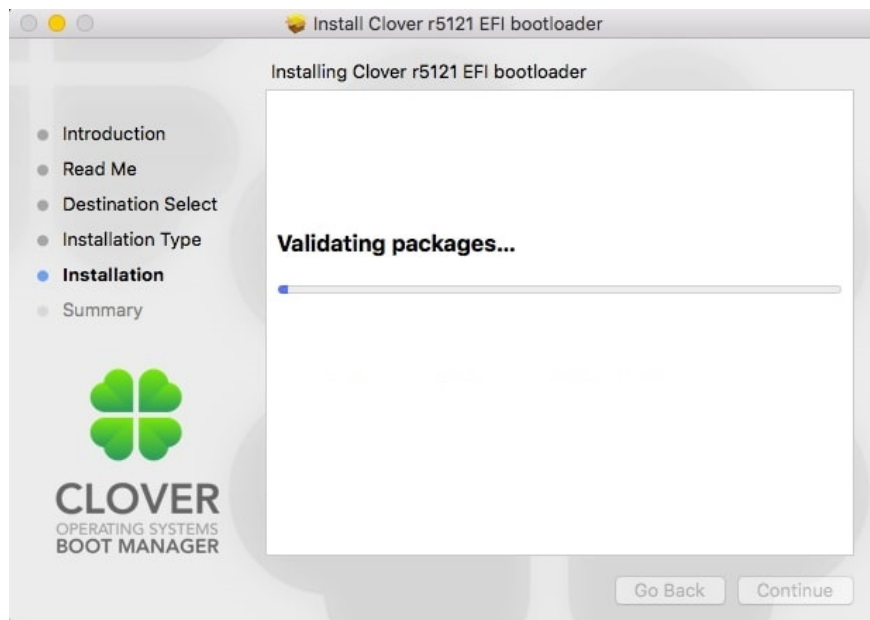 Install Clover r5121 EFI bootloader
Installing Clover r5121 EFI bootloader
Introduction
Read Me
Destination Select
Installation Type
Installation
Summary
Validating packages...
CLOVER
OPERATING SYSTEMS
BOOT MANAGER
Go Back
Continue